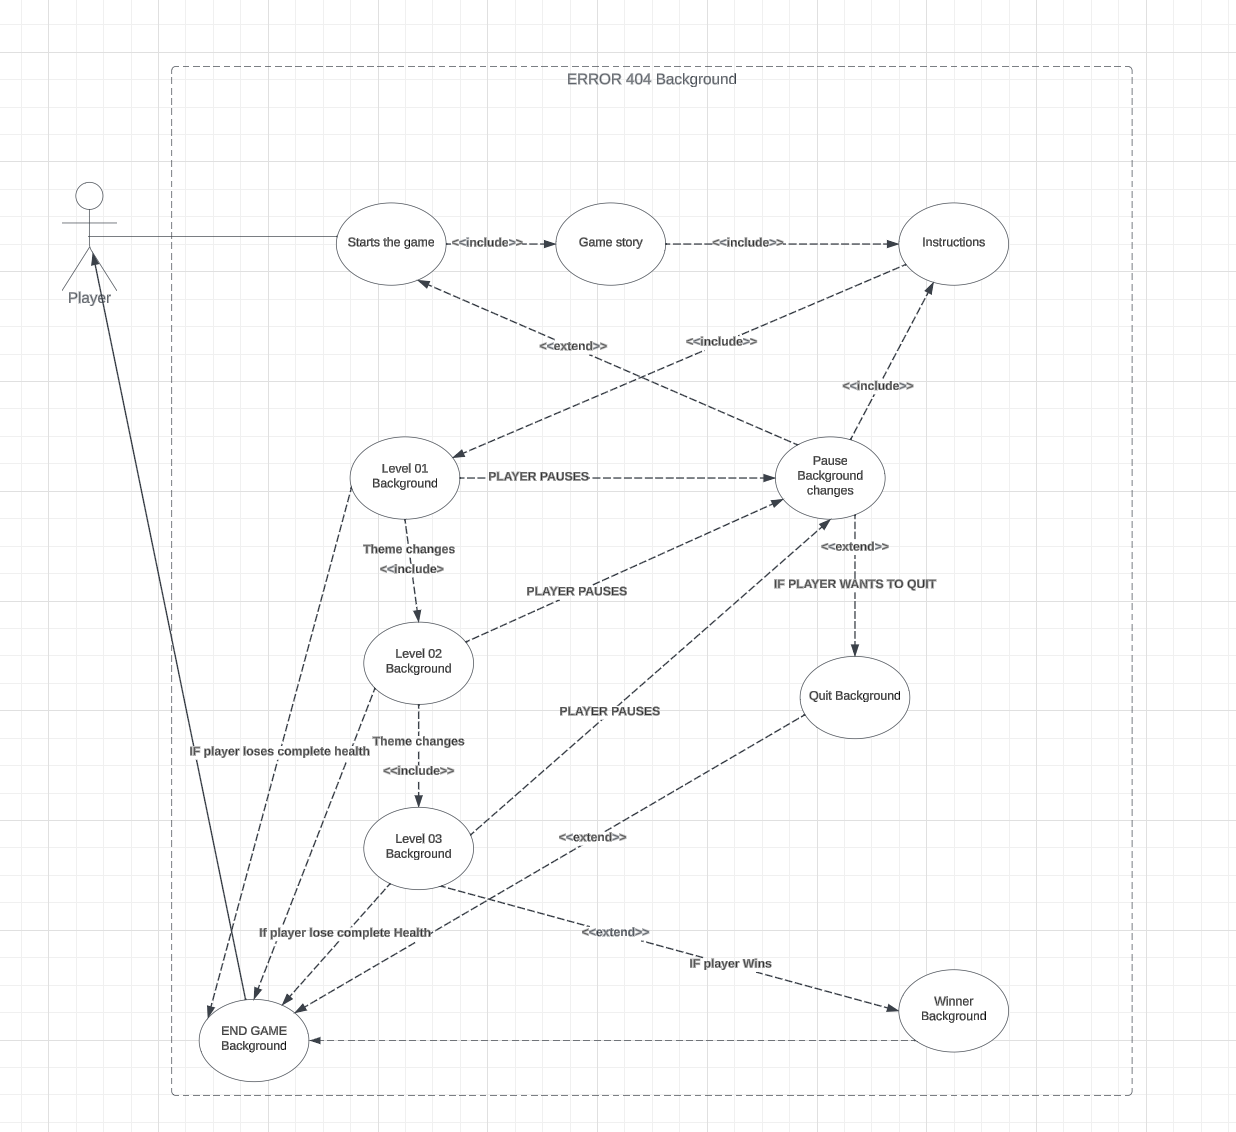 ERROR 404 Background
Player
Starts the game
<<include>>
Game story
<<include>>
Instructions
<<extend>>
<<include>>
<<include>>
Level 01
Background
PLAYER PAUSES
Pause
Background
changes
Theme changes
<<include>
<<extend>>
IF PLAYER WANTS TO QUIT
PLAYER PAUSES
Level 02
Background
Quit Background
PLAYER PAUSES
IF player loses complete health
Theme changes
<<include>>
Level 03
Background
<<extend>>
If player lose complete Health
<<extend>>
IF player Wins
Winner
Background
END GAME
Background